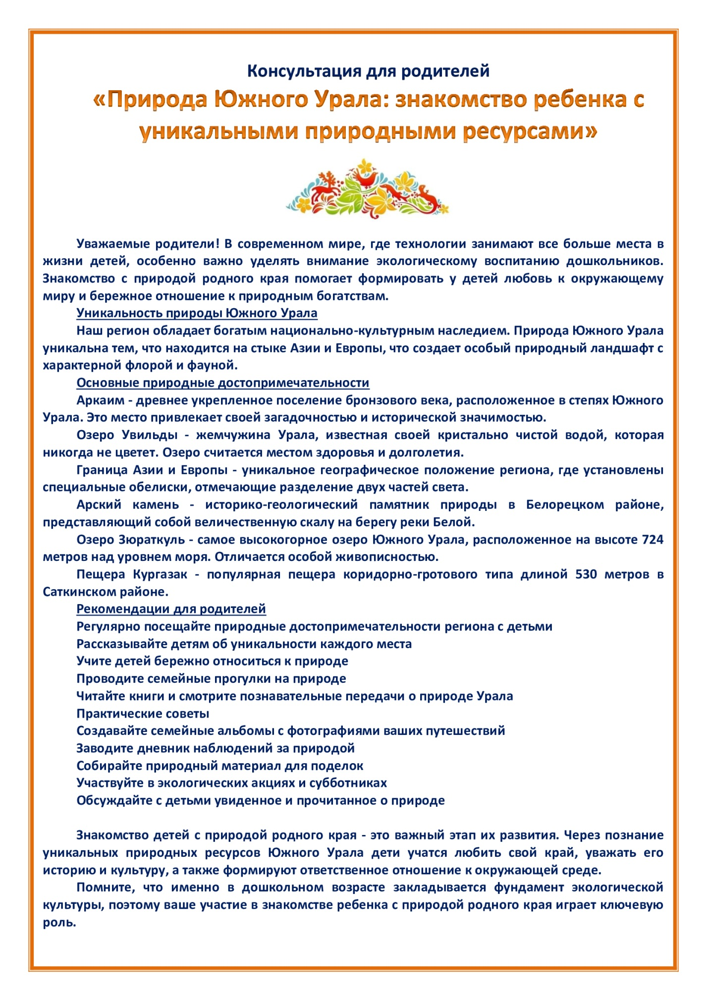 Консультация для родителей
«Природа Южного Урала: знакомство ребенка с
уникальными природными ресурсами»
Уважаемые родители! В современном мире, где технологии занимают все больше места в
жизни детей, особенно важно уделять внимание экологическому воспитанию дошкольников.
Знакомство с природой родного края помогает формировать у детей любовь к окружающему
миру и бережное отношение к природным богатствам.
Уникальность природы Южного Урала
Наш регион обладает богатым национально-культурным наследием. Природа Южного Урала
уникальна тем, что находится на стыке Азии и Европы, что создает особый природный ландшафт с
характерной флорой и фауной.
Основные природные достопримечательности
Аркаим - древнее укрепленное поселение бронзового века, расположенное в степях Южного
Урала. Это место привлекает своей загадочностью и исторической значимостью.
Озеро Увильды - жемчужина Урала, известная своей кристально чистой водой, которая
никогда не цветет. Озеро считается местом здоровья и долголетия.
Граница Азии и Европы - уникальное географическое положение региона, где установлены
специальные обелиски, отмечающие разделение двух частей света.
Арский камень - историко-геологический памятник природы в Белорецком районе,
представляющий собой величественную скалу на берегу реки Белой.
Озеро Зюраткуль - самое высокогорное озеро Южного Урала, расположенное на высоте 724
метров над уровнем моря. Отличается особой живописностью.
Пещера Кургазак - популярная пещера коридорно-гротового типа длиной 530 метров в
Саткинском районе.
Рекомендации для родителей
Регулярно посещайте природные достопримечательности региона с детьми
Рассказывайте детям об уникальности каждого места
Учите детей бережно относиться к природе
Проводите семейные прогулки на природе
Читайте книги и смотрите познавательные передачи о природе Урала
Практические советы
Создавайте семейные альбомы с фотографиями ваших путешествий
Заводите дневник наблюдений за природой
Собирайте природный материал для поделок
Участвуйте в экологических акциях и субботниках
Обсуждайте с детьми увиденное и прочитанное о природе
Знакомство детей с природой родного края - это важный этап их развития. Через познание
уникальных природных ресурсов Южного Урала дети учатся любить свой край, уважать его
историю и культуру, а также формируют ответственное отношение к окружающей среде.
Помните, что именно в дошкольном возрасте закладывается фундамент экологической
культуры, поэтому ваше участие в знакомстве ребенка с природой родного края играет ключевую
роль.